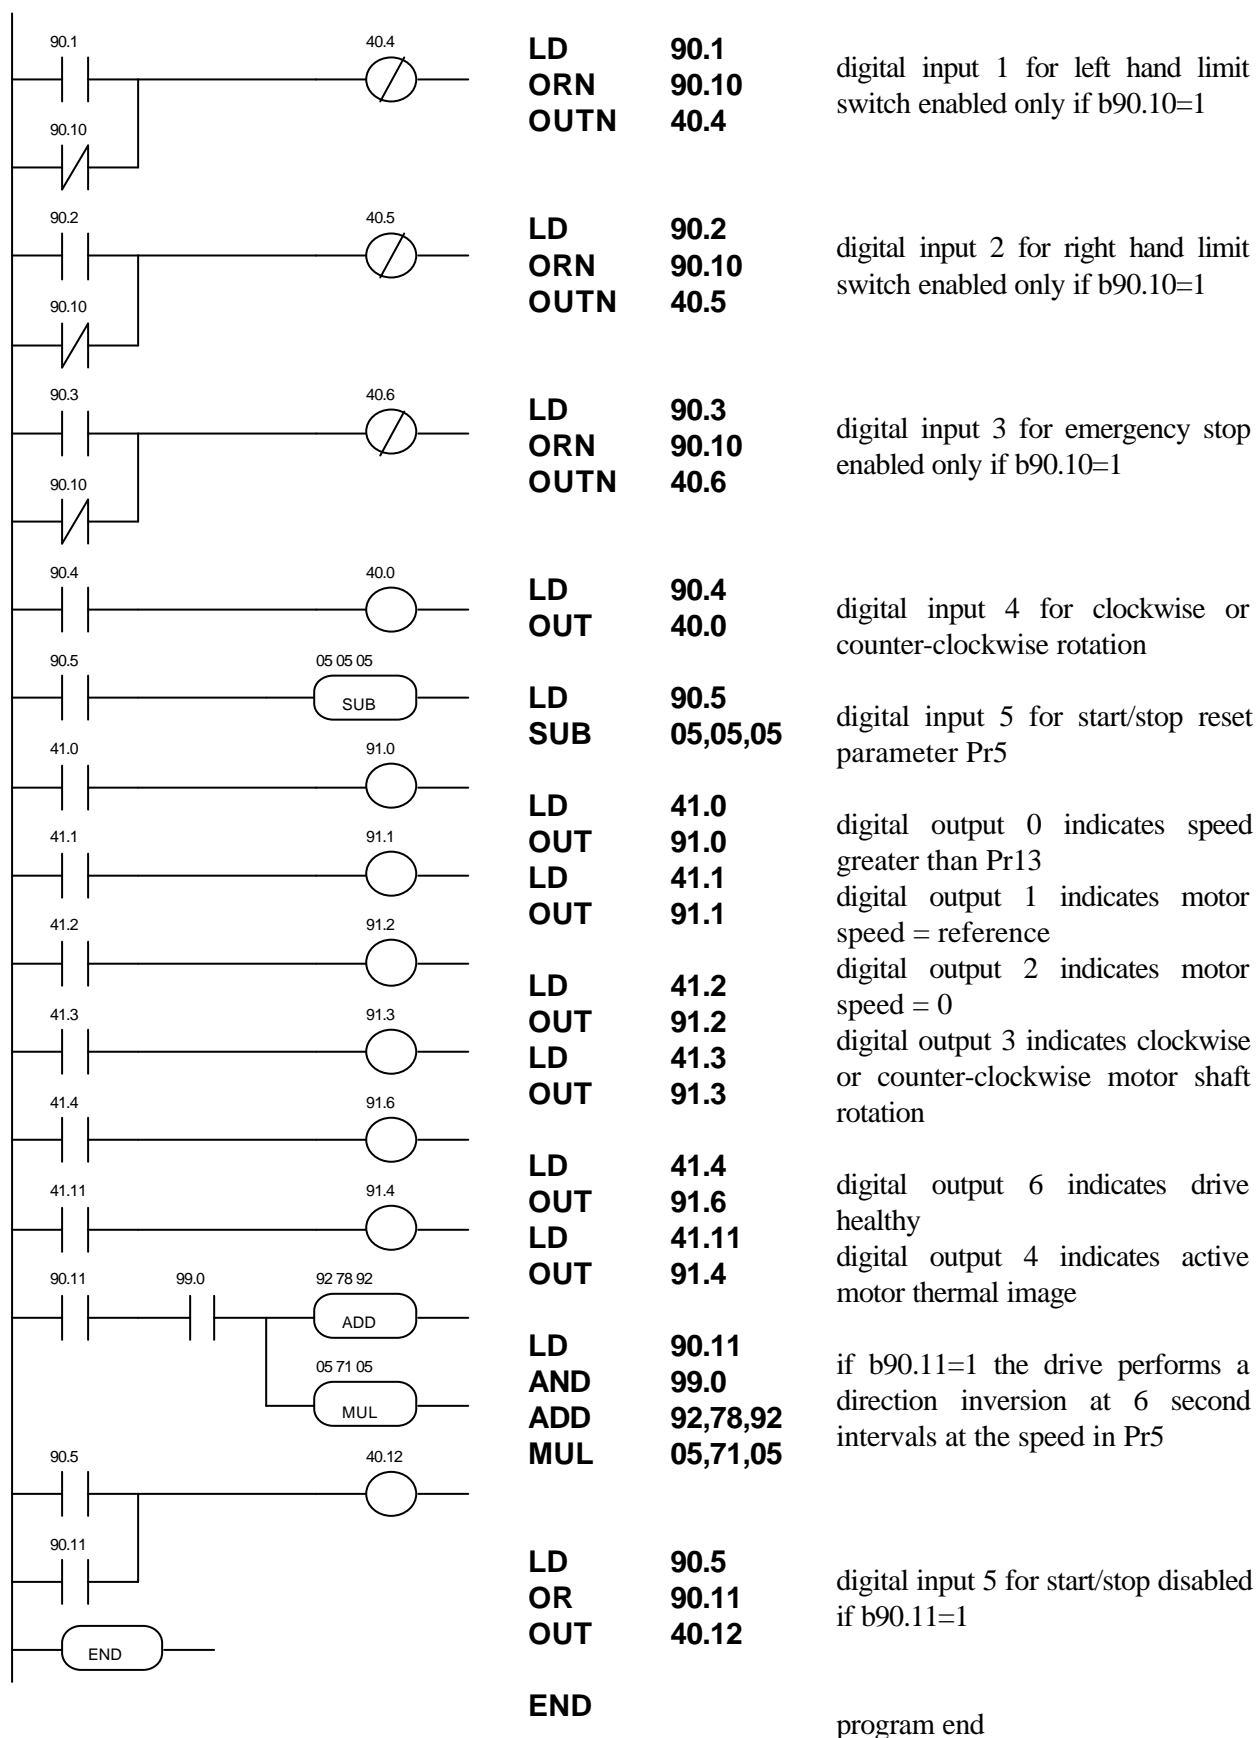 90.1 40.4
90.10
LD 90.1
ORN 90.10
OUTN 40.4
digital input 1 for left hand limit
switch enabled only if b90.10=1
90.2 40.5
90.10
LD 90.2
ORN 90.10
OUTN 40.5
digital input 2 for right hand limit
switch enabled only if b90.10=1
90.3 40.6
90.10
LD 90.3
ORN 90.10
OUTN 40.6
digital input 3 for emergency stop
enabled only if b90.10=1
90.4 40.0
LD 90.4
OUT 40.0
digital input 4 for clockwise or
counter-clockwise rotation
90.5 05 05 05
SUB
LD 90.5
SUB 05,05,05
digital input 5 for start/stop reset
parameter Pr5
41.0 91.0
LD 41.0
OUT 91.0
digital output 0 indicates speed
greater than Pr13
41.1 91.1
LD 41.1
OUT 91.1
digital output 1 indicates motor
speed = reference
41.2 91.2
LD 41.2
OUT 91.2
digital output 2 indicates motor
speed = 0
41.3 91.3
LD 41.3
OUT 91.3
digital output 3 indicates clockwise
or counter-clockwise motor shaft
rotation
41.4 91.6
LD 41.4
OUT 91.6
digital output 6 indicates drive
healthy
41.11 91.4
LD 41.11
OUT 91.4
digital output 4 indicates active
motor thermal image
90.11 99.0 92 78 92
ADD
05 71 05
MUL
LD 90.11
AND 99.0
ADD 92,78,92
MUL 05,71,05
if b90.11=1 the drive performs a
direction inversion at 6 second
intervals at the speed in Pr5
90.5 40.12
90.11
LD 90.5
OR 90.11
OUT 40.12
digital input 5 for start/stop disabled
if b90.11=1
END
END
program end